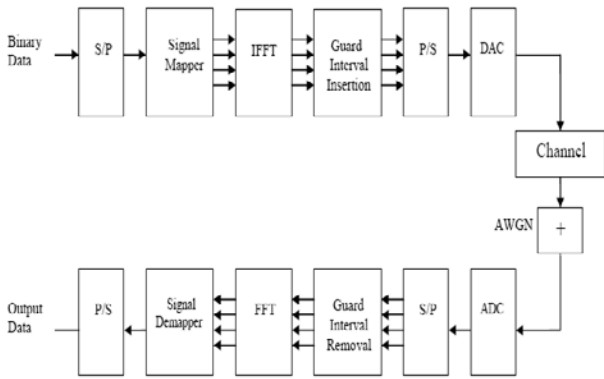 Binary
Data
S/P
Signal
Mapper
IFFT
Guard
Interval
Insertion
P/S
DAC
Channel
AWGN
+
Output
Data
P/S
Signal
Demapper
FFT
Guard
Interval
Removal
S/P
ADC